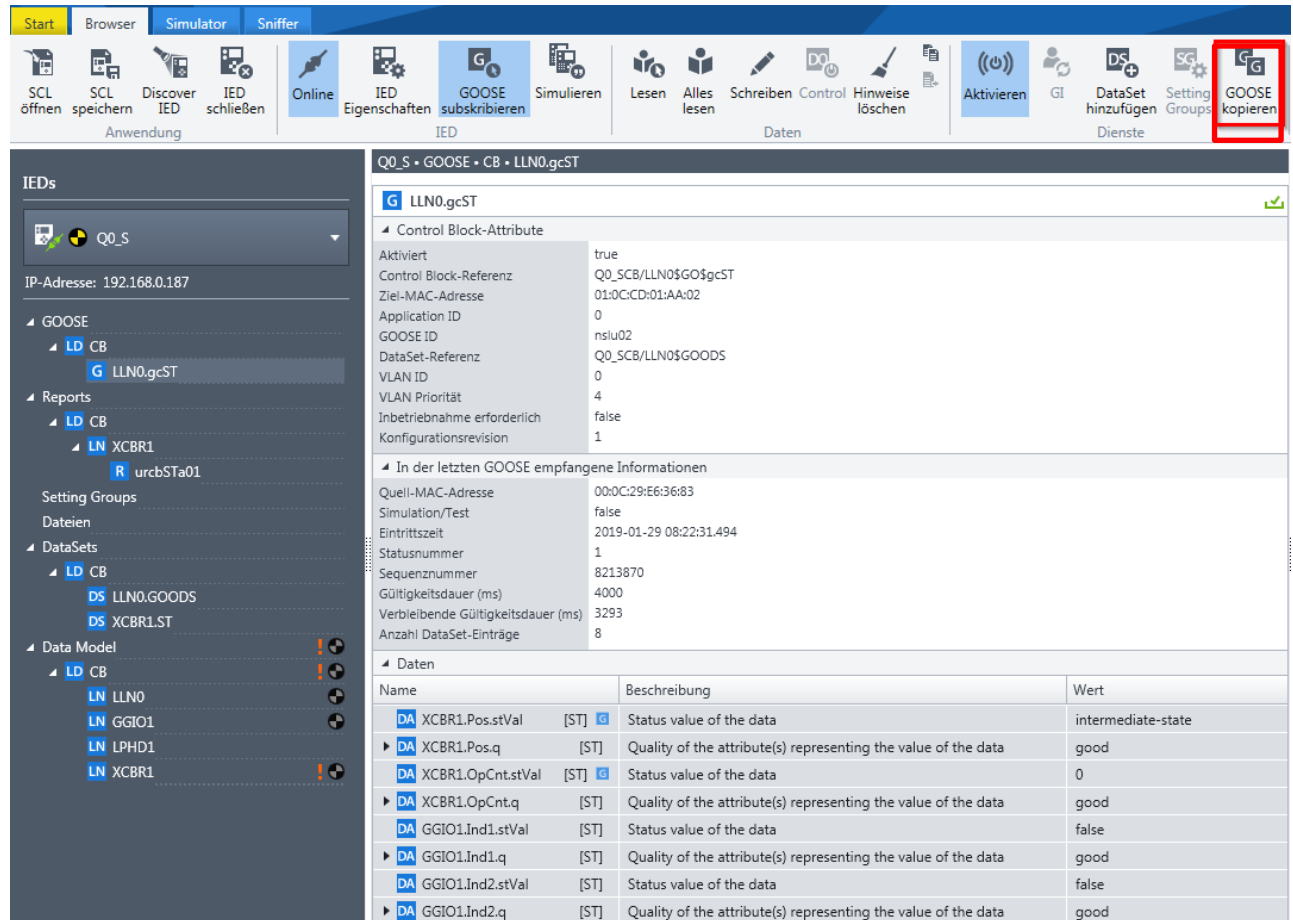 Start Browser Simulator Sniffer
SCL öffnen SCL speichern Discover IED IED schließen Online IED Eigenschaften GOOSE subskribieren Simulieren Lesen Alles lesen Schreiben Control Hinweise löschen Aktivieren GI DataSet hinzufügen Setting Groups GOOSE kopieren
Anwendung IED Daten Dienste
IEDs
Q0_S
IP-Adresse: 192.168.0.187
GOOSE
LD CB
G LLN0.gcST
Reports
LD CB
LN XCBR1
R urcbSTa01
Setting Groups
Dateien
DataSets
LD CB
DS LLN0.GOODS
DS XCBR1.ST
Data Model !
LD CB !
LN LLN0
LN GGIO1
LN LPHD1
LN XCBR1 !
Q0_S • GOOSE • CB • LLN0.gcST
G LLN0.gcST
Control Block-Attribute
Aktiviert true
Control Block-Referenz Q0_SCB/LLN0$GO$gcST
Ziel-MAC-Adresse 01:0C:CD:01:AA:02
Application ID 0
GOOSE ID nslu02
DataSet-Referenz Q0_SCB/LLN0$GOODS
VLAN ID 0
VLAN Priorität 4
Inbetriebnahme erforderlich false
Konfigurationsrevision 1
In der letzten GOOSE empfangene Informationen
Quell-MAC-Adresse 00:0C:29:E6:36:83
Simulation/Test false
Eintrittszeit 2019-01-29 08:22:31.494
Statusnummer 1
Sequenznummer 8213870
Gültigkeitsdauer (ms) 4000
Verbleibende Gültigkeitsdauer (ms) 3293
Anzahl DataSet-Einträge 8
Daten
Name Beschreibung Wert
DA XCBR1.Pos.stVal [ST] G Status value of the data intermediate-state
DA XCBR1.Pos.q [ST] Quality of the attribute(s) representing the value of the data good
DA XCBR1.OpCnt.stVal [ST] G Status value of the data 0
DA XCBR1.OpCnt.q [ST] Quality of the attribute(s) representing the value of the data good
DA GGIO1.Ind1.stVal [ST] Status value of the data false
DA GGIO1.Ind1.q [ST] Quality of the attribute(s) representing the value of the data good
DA GGIO1.Ind2.stVal [ST] Status value of the data false
DA GGIO1.Ind2.q [ST] Quality of the attribute(s) representing the value of the data good